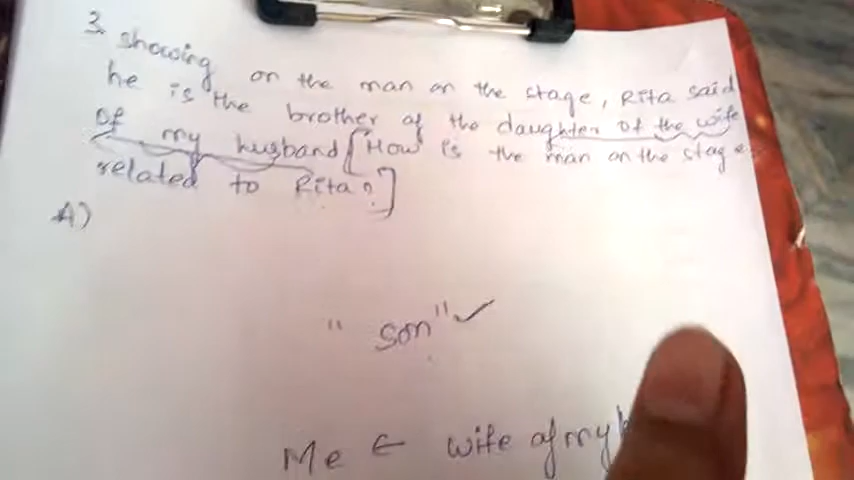 3. showing on the man on the stage, Rita said
he is the brother of the daughter of the wife
of my husband [How is the man on the stage
related to Rita?]
A)
"son" ✓
Me ← wife of my